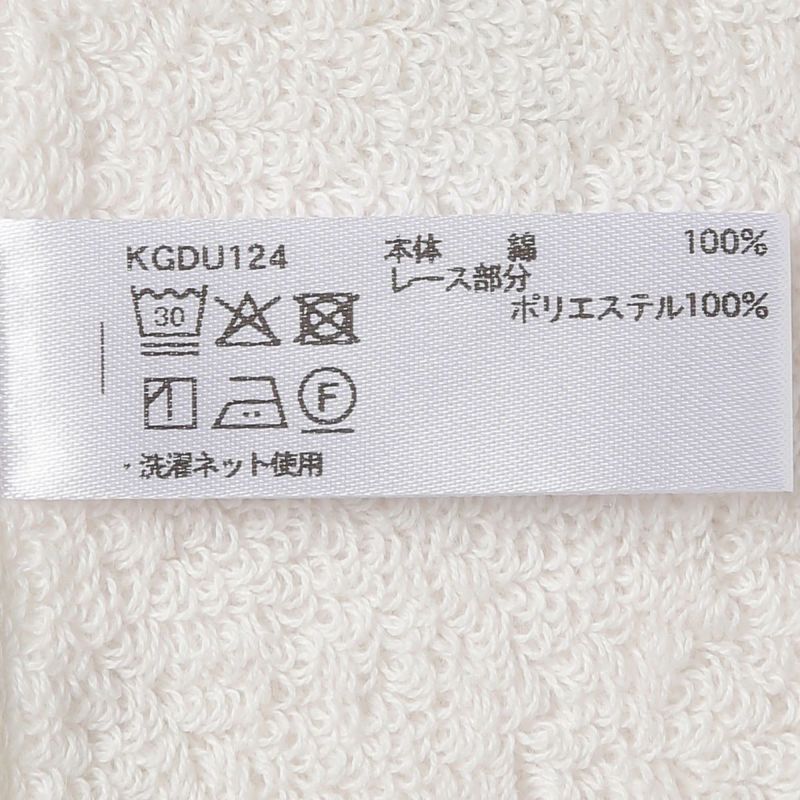 KGDU124
30
F
・洗濯ネット使用
本体 綿 100%
レース部分
ポリエステル100%